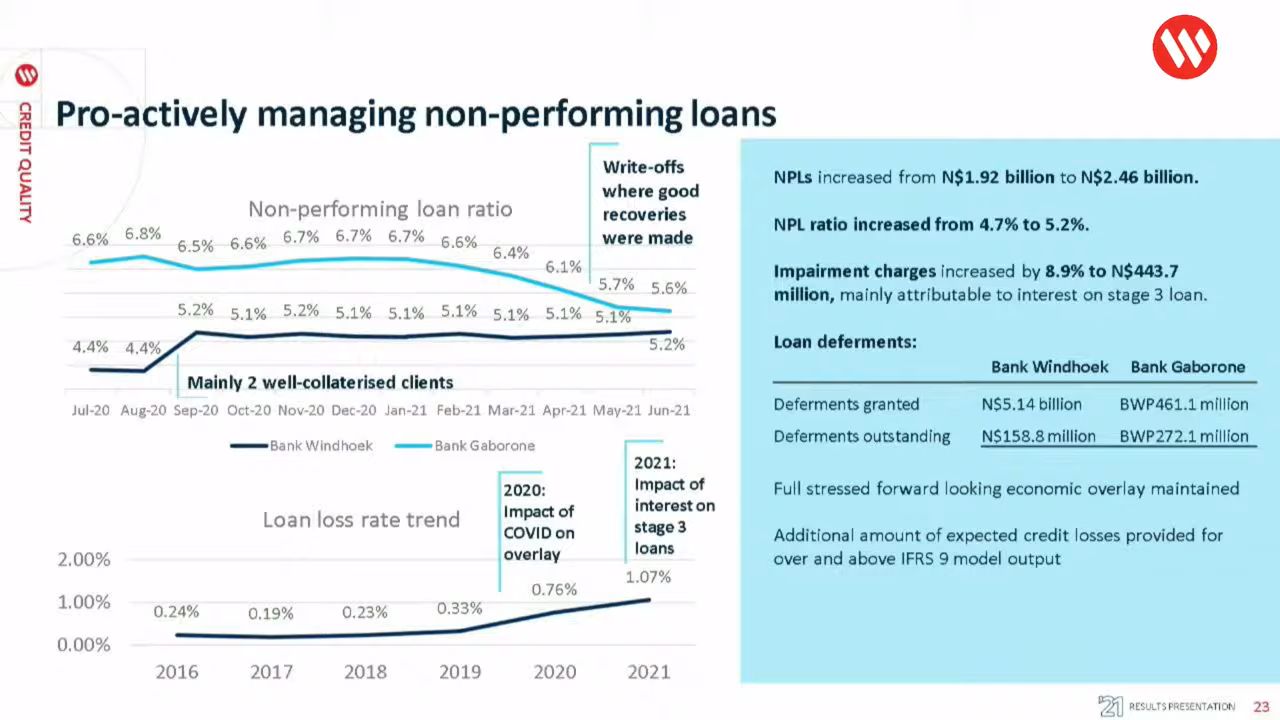 CREDIT QUALITY
Pro-actively managing non-performing loans
Write-offs
where good
recoveries
were made
Non-performing loan ratio
6.6% 6.8% 6.5% 6.6% 6.7% 6.7% 6.7% 6.6% 6.4% 6.1% 5.7% 5.6%
4.4% 4.4% 5.2% 5.1% 5.2% 5.1% 5.1% 5.1% 5.1% 5.1% 5.1% 5.2%
Mainly 2 well-collaterised clients
Jul-20 Aug-20 Sep-20 Oct-20 Nov-20 Dec-20 Jan-21 Feb-21 Mar-21 Apr-21 May-21 Jun-21
Bank Windhoek Bank Gaborone
Loan loss rate trend
2020:
Impact of
COVID on
overlay
2021:
Impact of
interest on
stage 3
loans
2.00%
1.00%
0.00%
0.24% 0.19% 0.23% 0.33% 0.76% 1.07%
2016 2017 2018 2019 2020 2021
NPLs increased from N$1.92 billion to N$2.46 billion.
NPL ratio increased from 4.7% to 5.2%.
Impairment charges increased by 8.9% to N$443.7
million, mainly attributable to interest on stage 3 loan.
Loan deferments:
Bank Windhoek Bank Gaborone
Deferments granted N$5.14 billion BWP461.1 million
Deferments outstanding N$158.8 million BWP272.1 million
Full stressed forward looking economic overlay maintained
Additional amount of expected credit losses provided for
over and above IFRS 9 model output
'21 RESULTS PRESENTATION 23